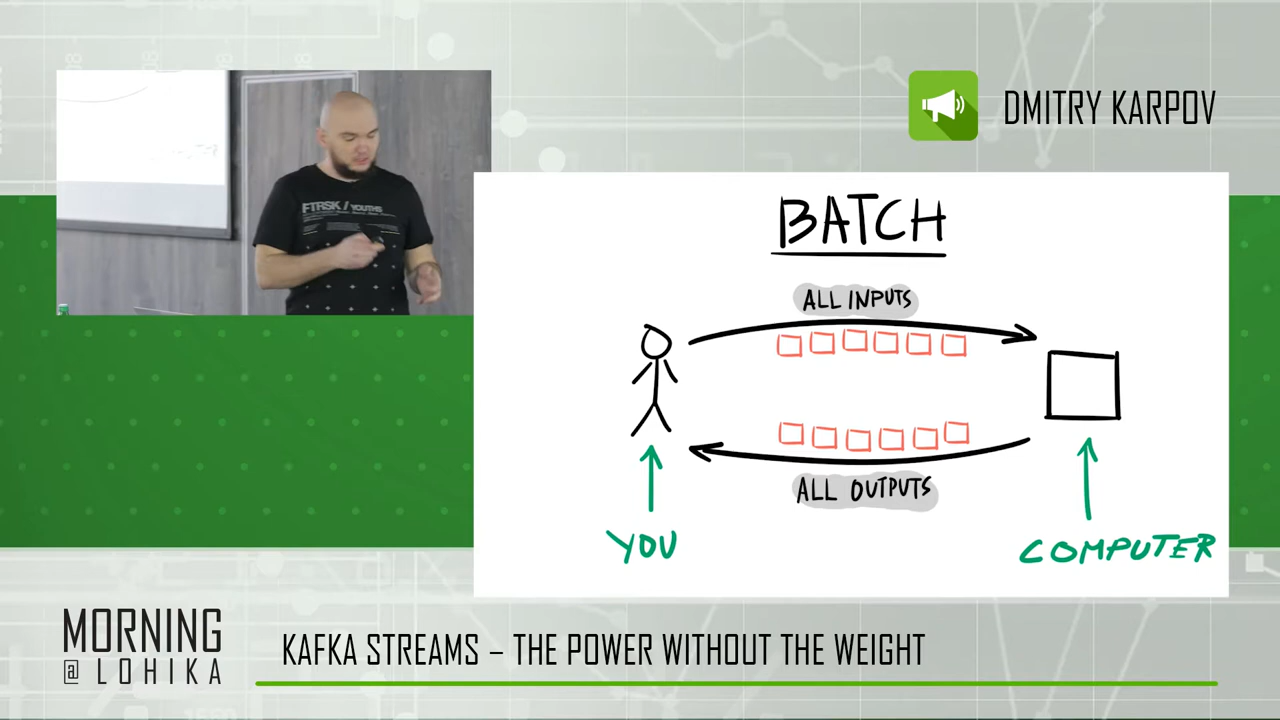 DMITRY KARPOV
FTRSK / YOUTHS
BATCH
ALL INPUTS
ALL OUTPUTS
YOU
COMPUTER
MORNING
@ LOHIKA
KAFKA STREAMS – THE POWER WITHOUT THE WEIGHT